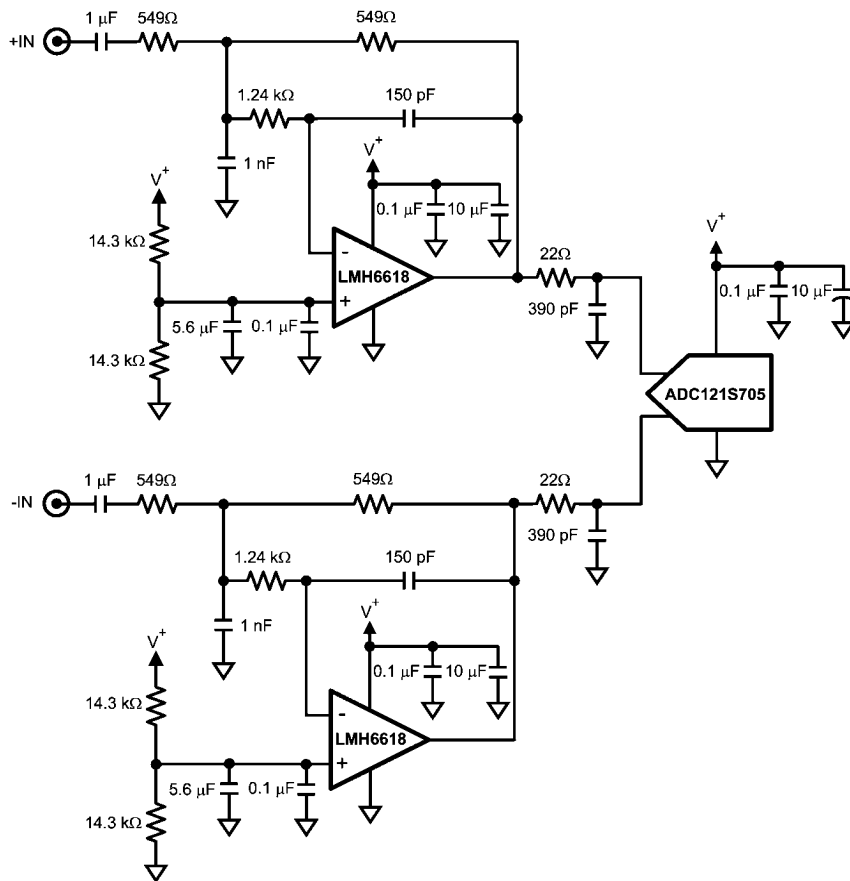 1 μF
549Ω
549Ω
+IN
1.24 kΩ
150 pF
1 nF
V+
V+
0.1 μF
10 μF
14.3 kΩ
-
LMH6618
+
22Ω
V+
0.1 μF
10 μF
5.6 μF
0.1 μF
390 pF
14.3 kΩ
ADC121S705
1 μF
549Ω
549Ω
22Ω
-IN
390 pF
1.24 kΩ
150 pF
1 nF
V+
V+
0.1 μF
10 μF
14.3 kΩ
-
LMH6618
+
5.6 μF
0.1 μF
14.3 kΩ